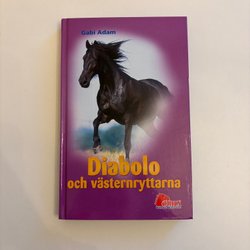 Gabi Adam
Diabolo
och västernryttarna